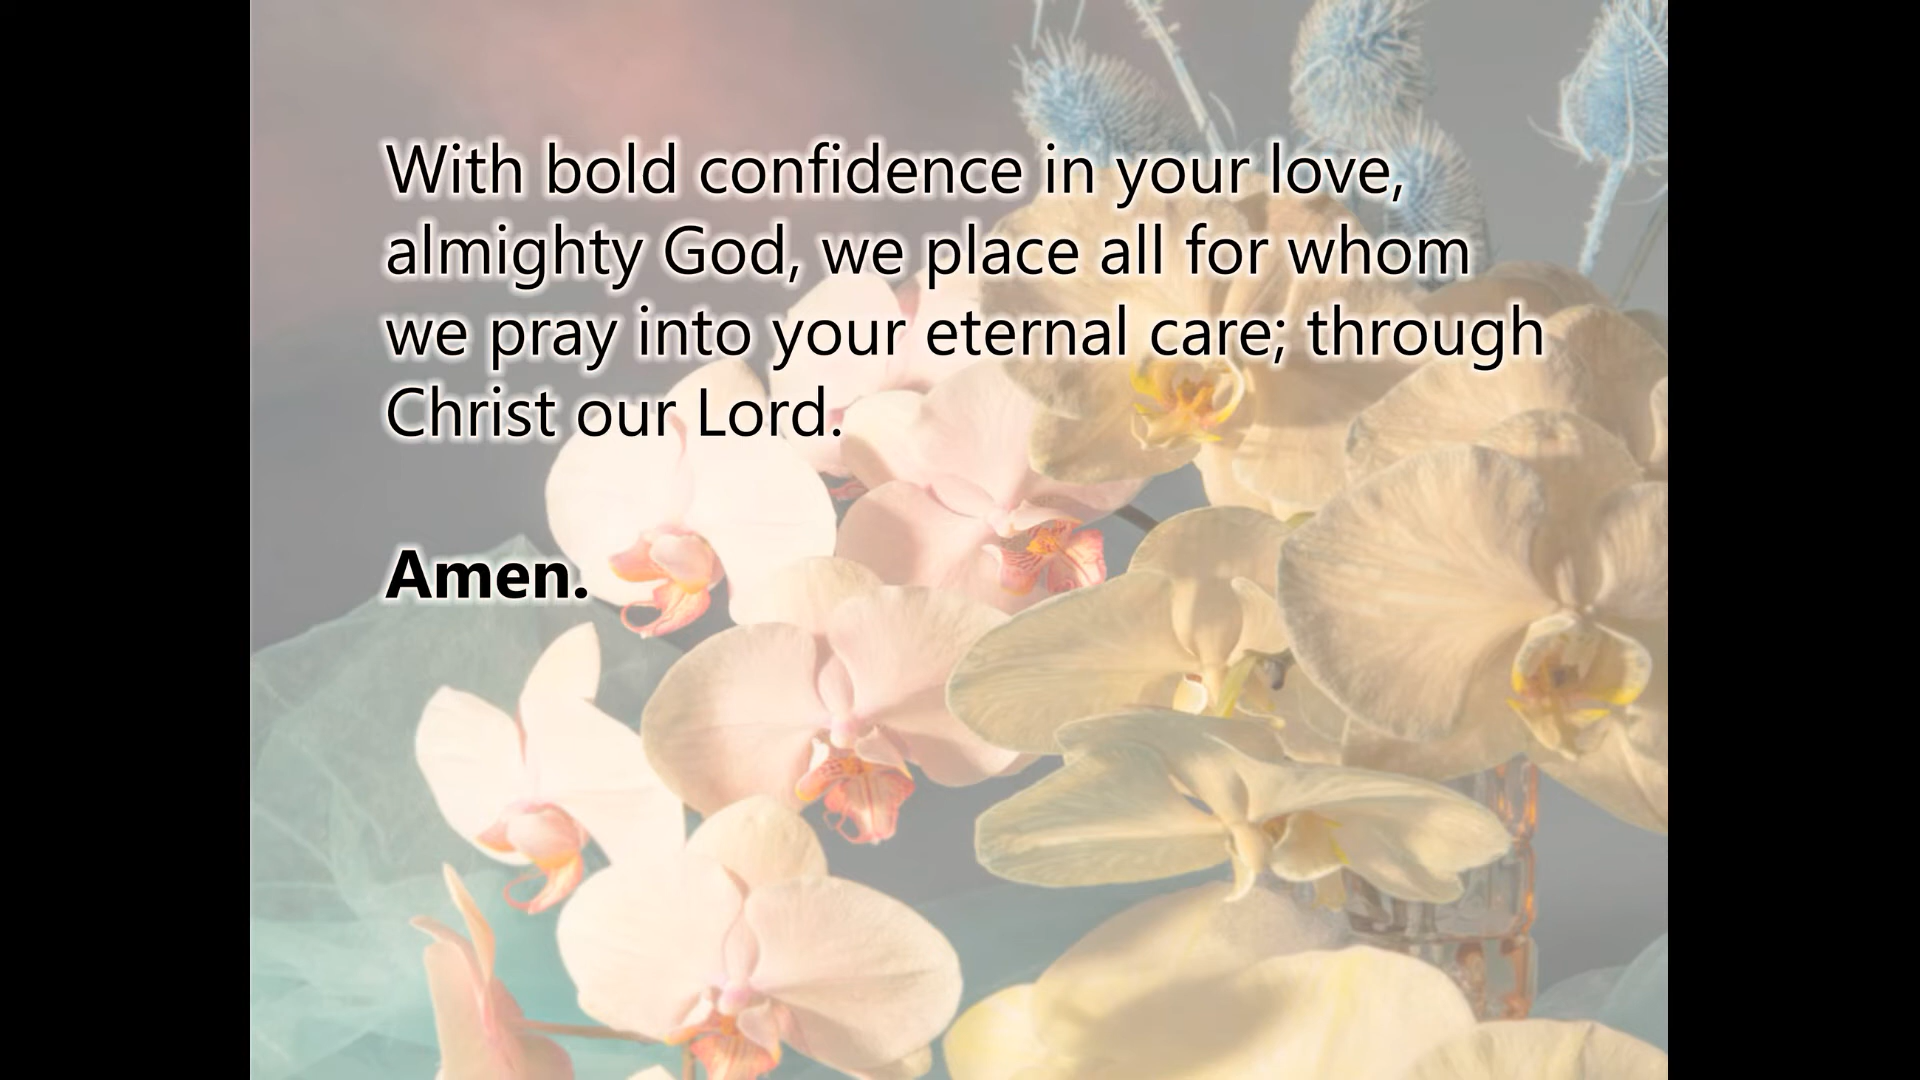 With bold confidence in your love,
almighty God, we place all for whom
we pray into your eternal care; through
Christ our Lord.
Amen.